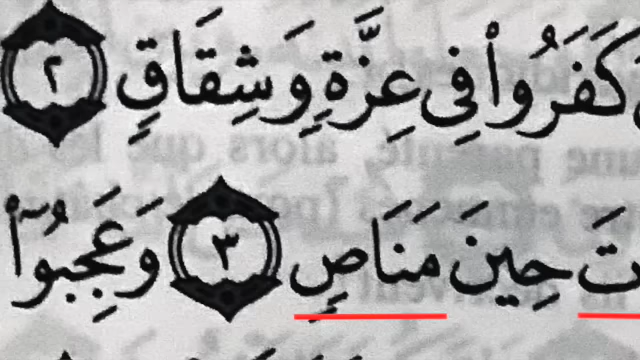 كَفَرُوا۟ فِى عِزَّةٍ وَشِقَاقٍ ٢
تَ حِينَ مَنَاصٍ ٣ وَعَجِبُوٓا۟